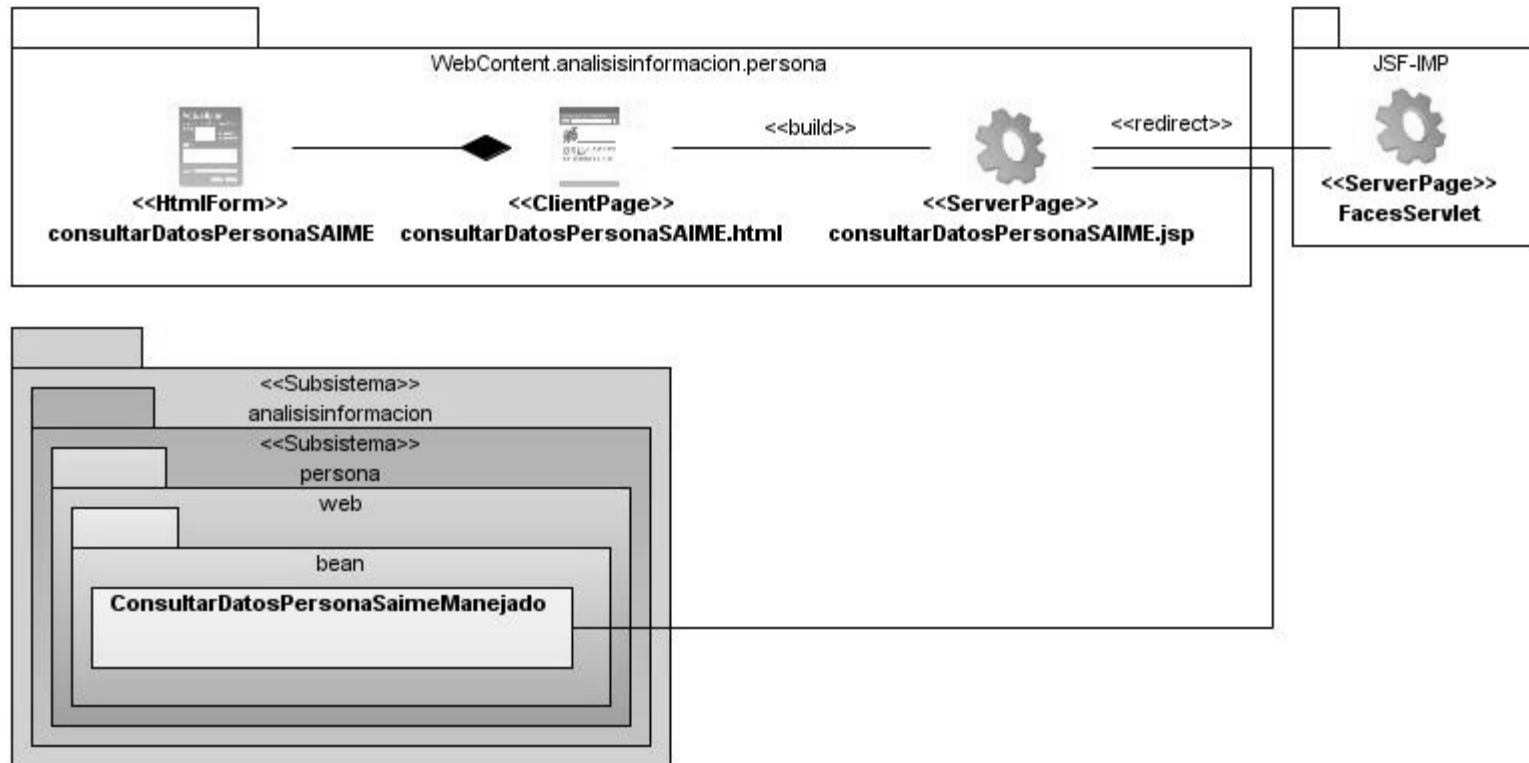 WebContent.analisisinformacion.persona
JSF-IMP
<<build>>
<<redirect>>
<<HtmlForm>>
consultarDatosPersonaSAIME
<<ClientPage>>
consultarDatosPersonaSAIME.html
<<ServerPage>>
consultarDatosPersonaSAIME.jsp
<<ServerPage>>
FacesServlet
<<Subsistema>>
analisisinformacion
<<Subsistema>>
persona
web
bean
ConsultarDatosPersonaSaimeManejado